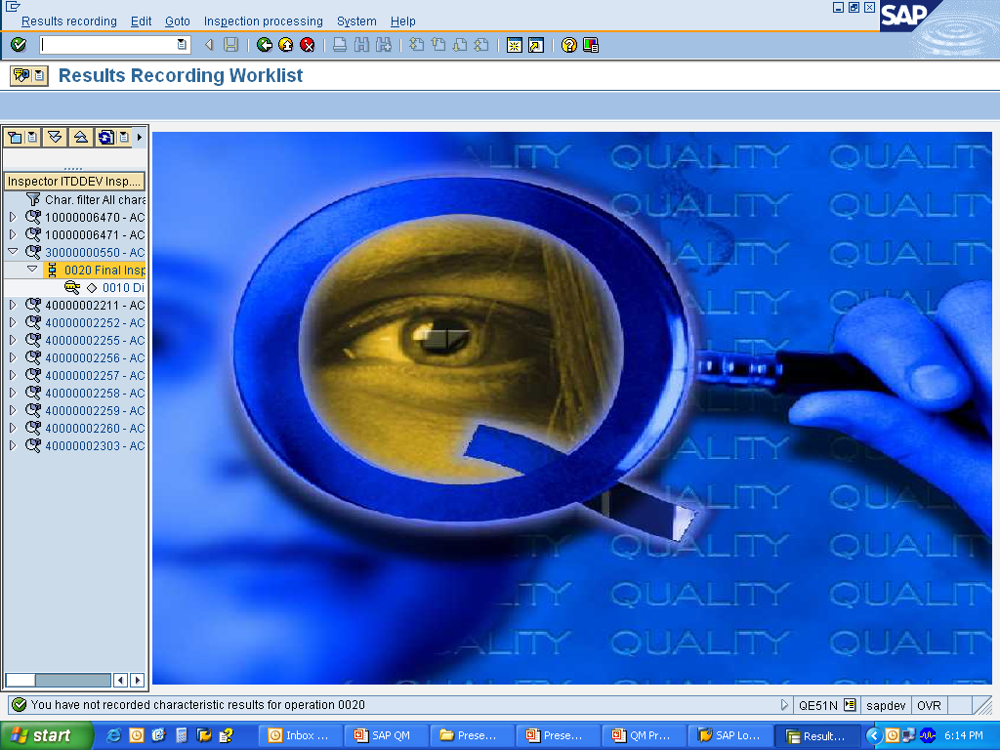 Results recording Edit Goto Inspection processing System Help
SAP
Results Recording Worklist
Inspector ITDDEV Insp....
Char. filter All chara
10000006470 - AC
10000006471 - AC
30000000550 - AC
0020 Final Insp
0010 Di
40000002211 - AC
40000002252 - AC
40000002255 - AC
40000002256 - AC
40000002257 - AC
40000002258 - AC
40000002259 - AC
40000002260 - AC
40000002303 - AC
QUALITY QUALITY
QUALITY QUALITY
QUALITY QUALITY
QUALITY QUALITY
QUALITY QUALITY
QUALITY
QUALITY
QUALITY QUALITY
QUALITY QUALITY
QUALITY QUALITY
QUALITY QUALITY QUALITY
QUALITY QUALITY QUALITY
You have not recorded characteristic results for operation 0020
QE51N sapdev OVR
start Inbox ... SAP QM Prese... Prese... QM Pr... SAP Lo... Result... 6:14 PM